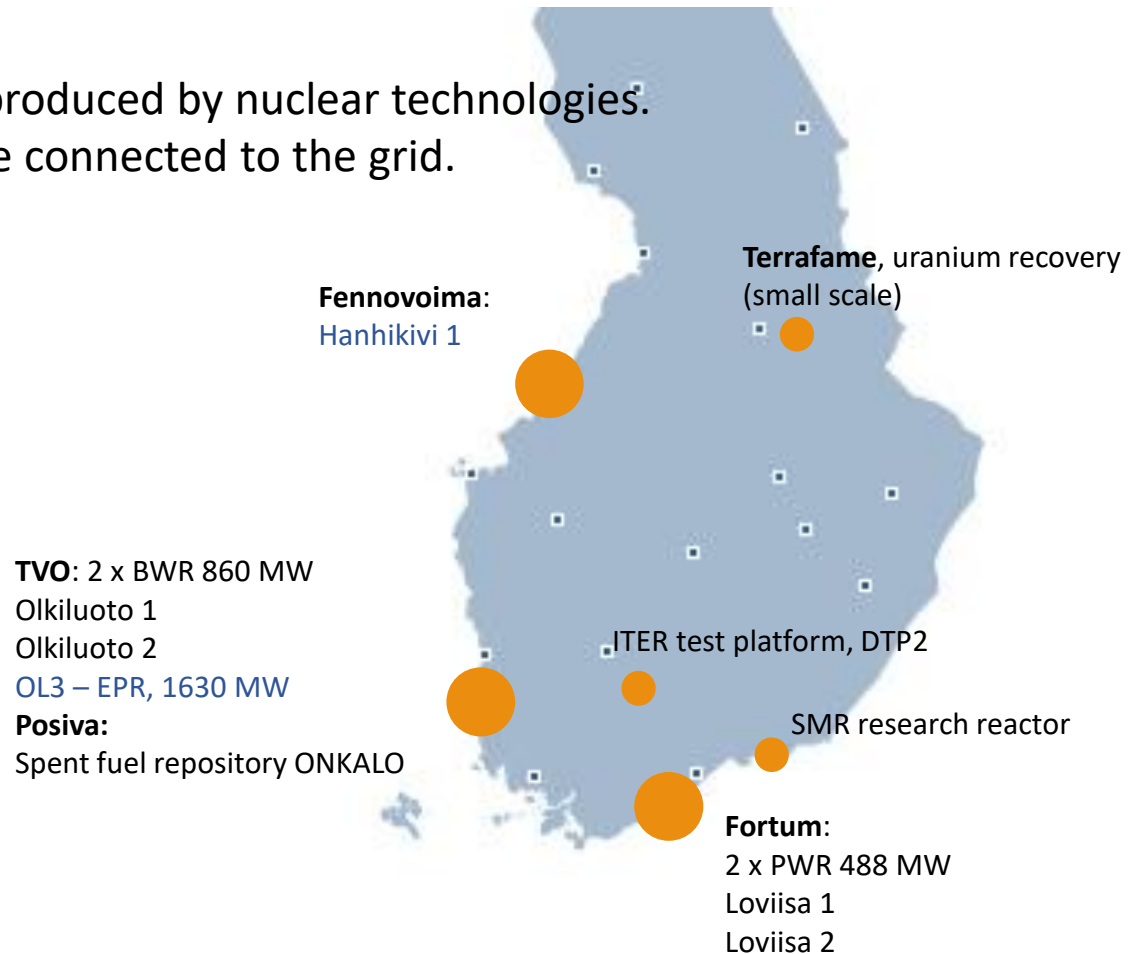 produced by nuclear technologies.
e connected to the grid.
Terrafame, uranium recovery
(small scale)
Fennovoima:
Hanhikivi 1
TVO: 2 x BWR 860 MW
Olkiluoto 1
Olkiluoto 2
OL3 – EPR, 1630 MW
Posiva:
Spent fuel repository ONKALO
ITER test platform, DTP2
SMR research reactor
Fortum:
2 x PWR 488 MW
Loviisa 1
Loviisa 2